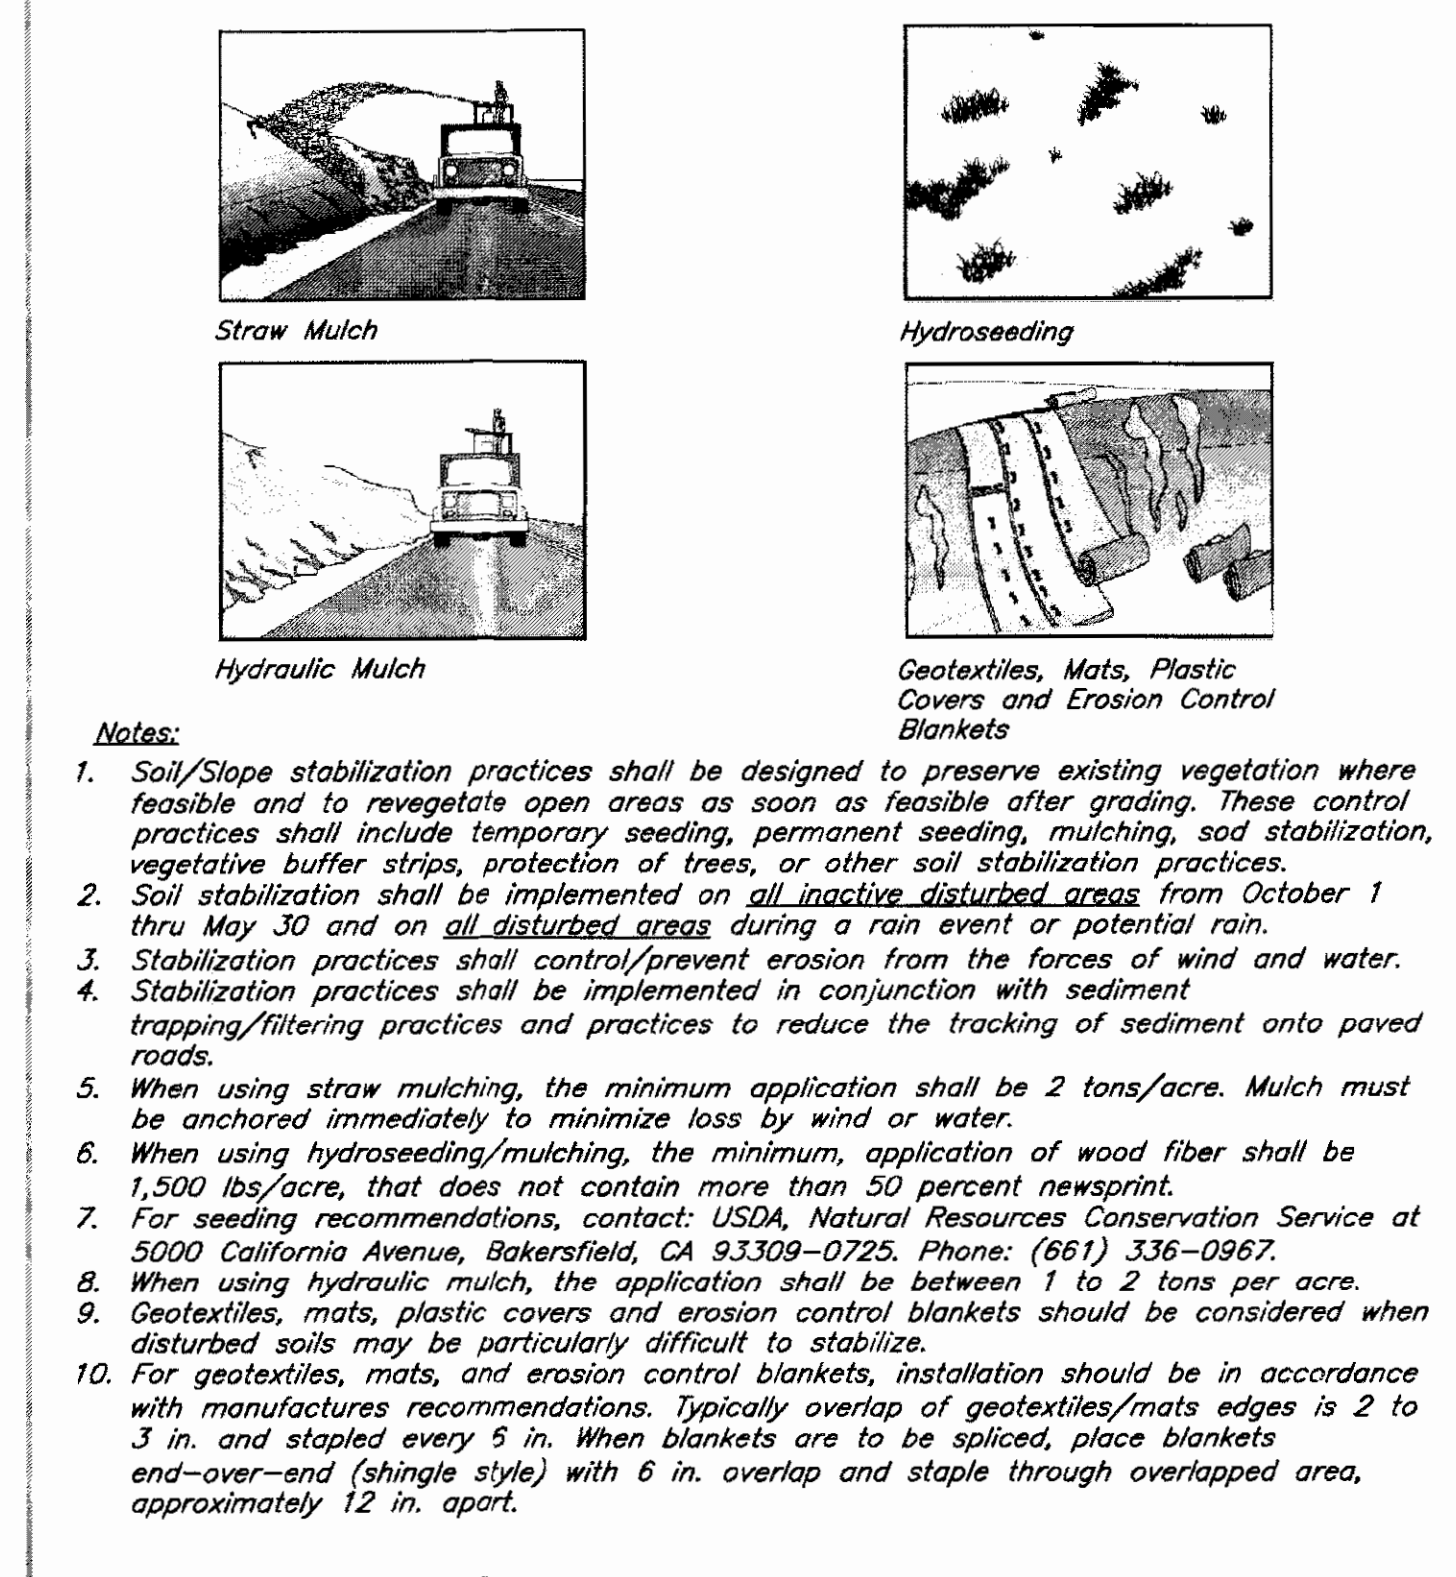 Straw Mulch
Hydroseeding
Hydraulic Mulch
Geotextiles, Mats, Plastic
Covers and Erosion Control
Blankets
Notes:
1. Soil/Slope stabilization practices shall be designed to preserve existing vegetation where
feasible and to revegetate open areas as soon as feasible after grading. These control
practices shall include temporary seeding, permanent seeding, mulching, sod stabilization,
vegetative buffer strips, protection of trees, or other soil stabilization practices.
2. Soil stabilization shall be implemented on all inactive disturbed areas from October 1
thru May 30 and on all disturbed areas during a rain event or potential rain.
3. Stabilization practices shall control/prevent erosion from the forces of wind and water.
4. Stabilization practices shall be implemented in conjunction with sediment
trapping/filtering practices and practices to reduce the tracking of sediment onto paved
roads.
5. When using straw mulching, the minimum application shall be 2 tons/acre. Mulch must
be anchored immediately to minimize loss by wind or water.
6. When using hydroseeding/mulching, the minimum, application of wood fiber shall be
1,500 lbs/acre, that does not contain more than 50 percent newsprint.
7. For seeding recommendations, contact: USDA, Natural Resources Conservation Service at
5000 California Avenue, Bakersfield, CA 93309-0725. Phone: (661) 336-0967.
8. When using hydraulic mulch, the application shall be between 1 to 2 tons per acre.
9. Geotextiles, mats, plastic covers and erosion control blankets should be considered when
disturbed soils may be particularly difficult to stabilize.
10. For geotextiles, mats, and erosion control blankets, installation should be in accordance
with manufactures recommendations. Typically overlap of geotextiles/mats edges is 2 to
3 in. and stapled every 6 in. When blankets are to be spliced, place blankets
end-over-end (shingle style) with 6 in. overlap and staple through overlapped area,
approximately 12 in. apart.